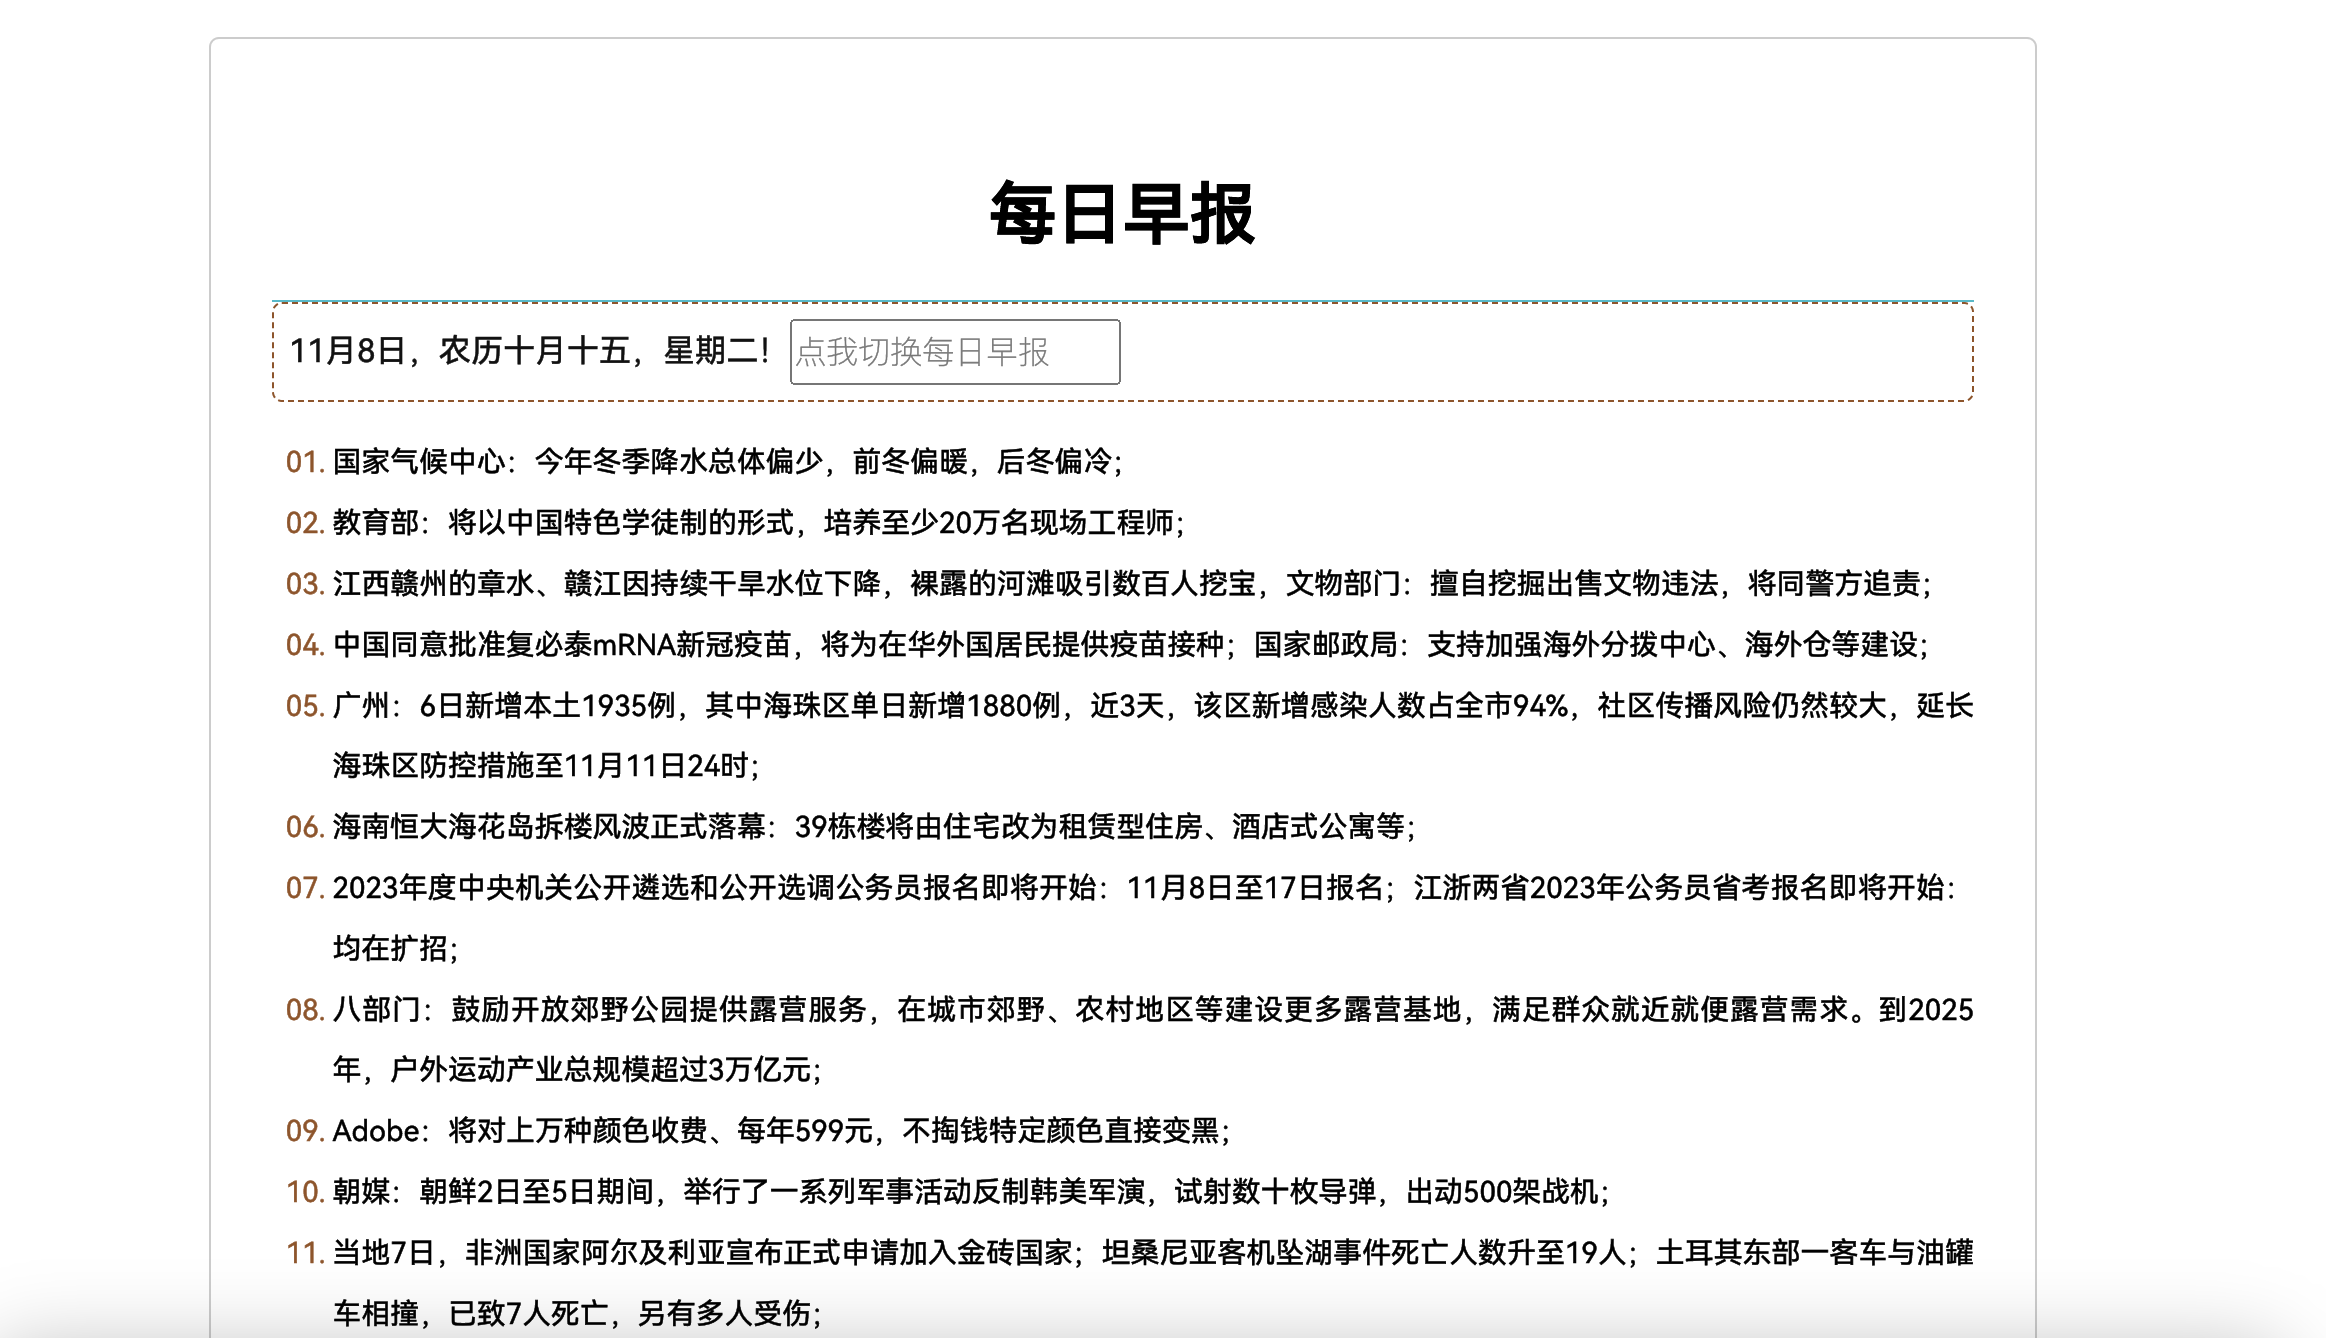 每日早报
11月8日，农历十月十五，星期二！ 点我切换每日早报
01. 国家气候中心：今年冬季降水总体偏少，前冬偏暖，后冬偏冷；
02. 教育部：将以中国特色学徒制的形式，培养至少20万名现场工程师；
03. 江西赣州的章水、赣江因持续干旱水位下降，裸露的河滩吸引数百人挖宝，文物部门：擅自挖掘出售文物违法，将同警方追责；
04. 中国同意批准复必泰mRNA新冠疫苗，将为在华外国居民提供疫苗接种；国家邮政局：支持加强海外分拨中心、海外仓等建设；
05. 广州：6日新增本土1935例，其中海珠区单日新增1880例，近3天，该区新增感染人数占全市94%，社区传播风险仍然较大，延长
海珠区防控措施至11月11日24时；
06. 海南恒大海花岛拆楼风波正式落幕：39栋楼将由住宅改为租赁型住房、酒店式公寓等；
07. 2023年度中央机关公开遴选和公开选调公务员报名即将开始：11月8日至17日报名；江浙两省2023年公务员省考报名即将开始：
均在扩招；
08. 八部门：鼓励开放郊野公园提供露营服务，在城市郊野、农村地区等建设更多露营基地，满足群众就近就便露营需求。到2025
年，户外运动产业总规模超过3万亿元；
09. Adobe：将对上万种颜色收费、每年599元，不掏钱特定颜色直接变黑；
10. 朝媒：朝鲜2日至5日期间，举行了一系列军事活动反制韩美军演，试射数十枚导弹，出动500架战机；
11. 当地7日，非洲国家阿尔及利亚宣布正式申请加入金砖国家；坦桑尼亚客机坠湖事件死亡人数升至19人；土耳其东部一客车与油罐
车相撞，已致7人死亡，另有多人受伤；